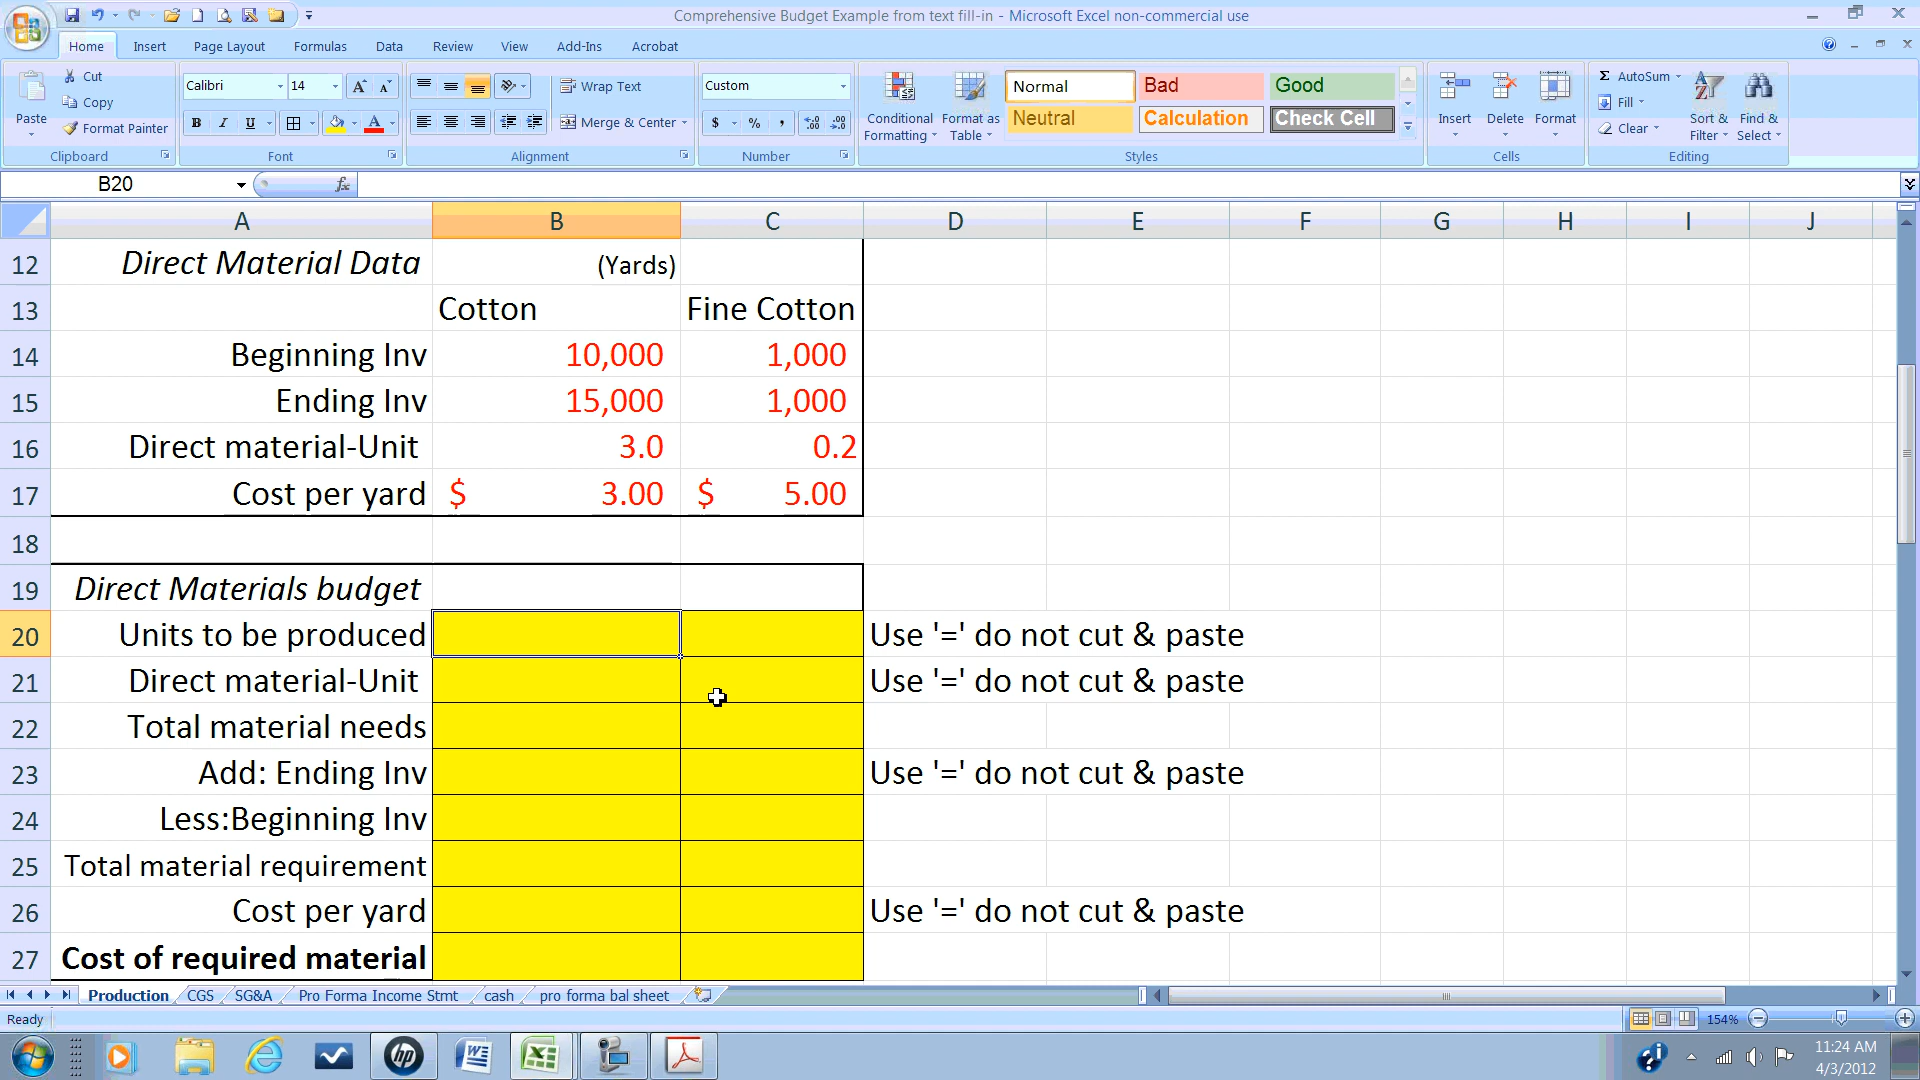 Comprehensive Budget Example from text fill-in - Microsoft Excel non-commercial use
Home Insert Page Layout Formulas Data Review View Add-Ins Acrobat
Paste
Cut
Copy
Format Painter
Clipboard
Calibri 14
B I U
Font
Wrap Text
Merge & Center
Alignment
Custom
$ % ,
Number
Conditional Formatting
Format as Table
Normal Bad Good
Neutral Calculation Check Cell
Styles
Insert Delete Format
Cells
Σ AutoSum
Fill
Clear
Sort & Filter
Find & Select
Editing
B20 fx
A B C D E F G H I J
12 Direct Material Data (Yards)
13 Cotton Fine Cotton
14 Beginning Inv 10,000 1,000
15 Ending Inv 15,000 1,000
16 Direct material-Unit 3.0 0.2
17 Cost per yard $ 3.00 $ 5.00
18
19 Direct Materials budget
20 Units to be produced Use '=' do not cut & paste
21 Direct material-Unit Use '=' do not cut & paste
22 Total material needs
23 Add: Ending Inv Use '=' do not cut & paste
24 Less:Beginning Inv
25 Total material requirement
26 Cost per yard Use '=' do not cut & paste
27 Cost of required material
Production CGS SG&A Pro Forma Income Stmt cash pro forma bal sheet
Ready 154%
11:24 AM
4/3/2012